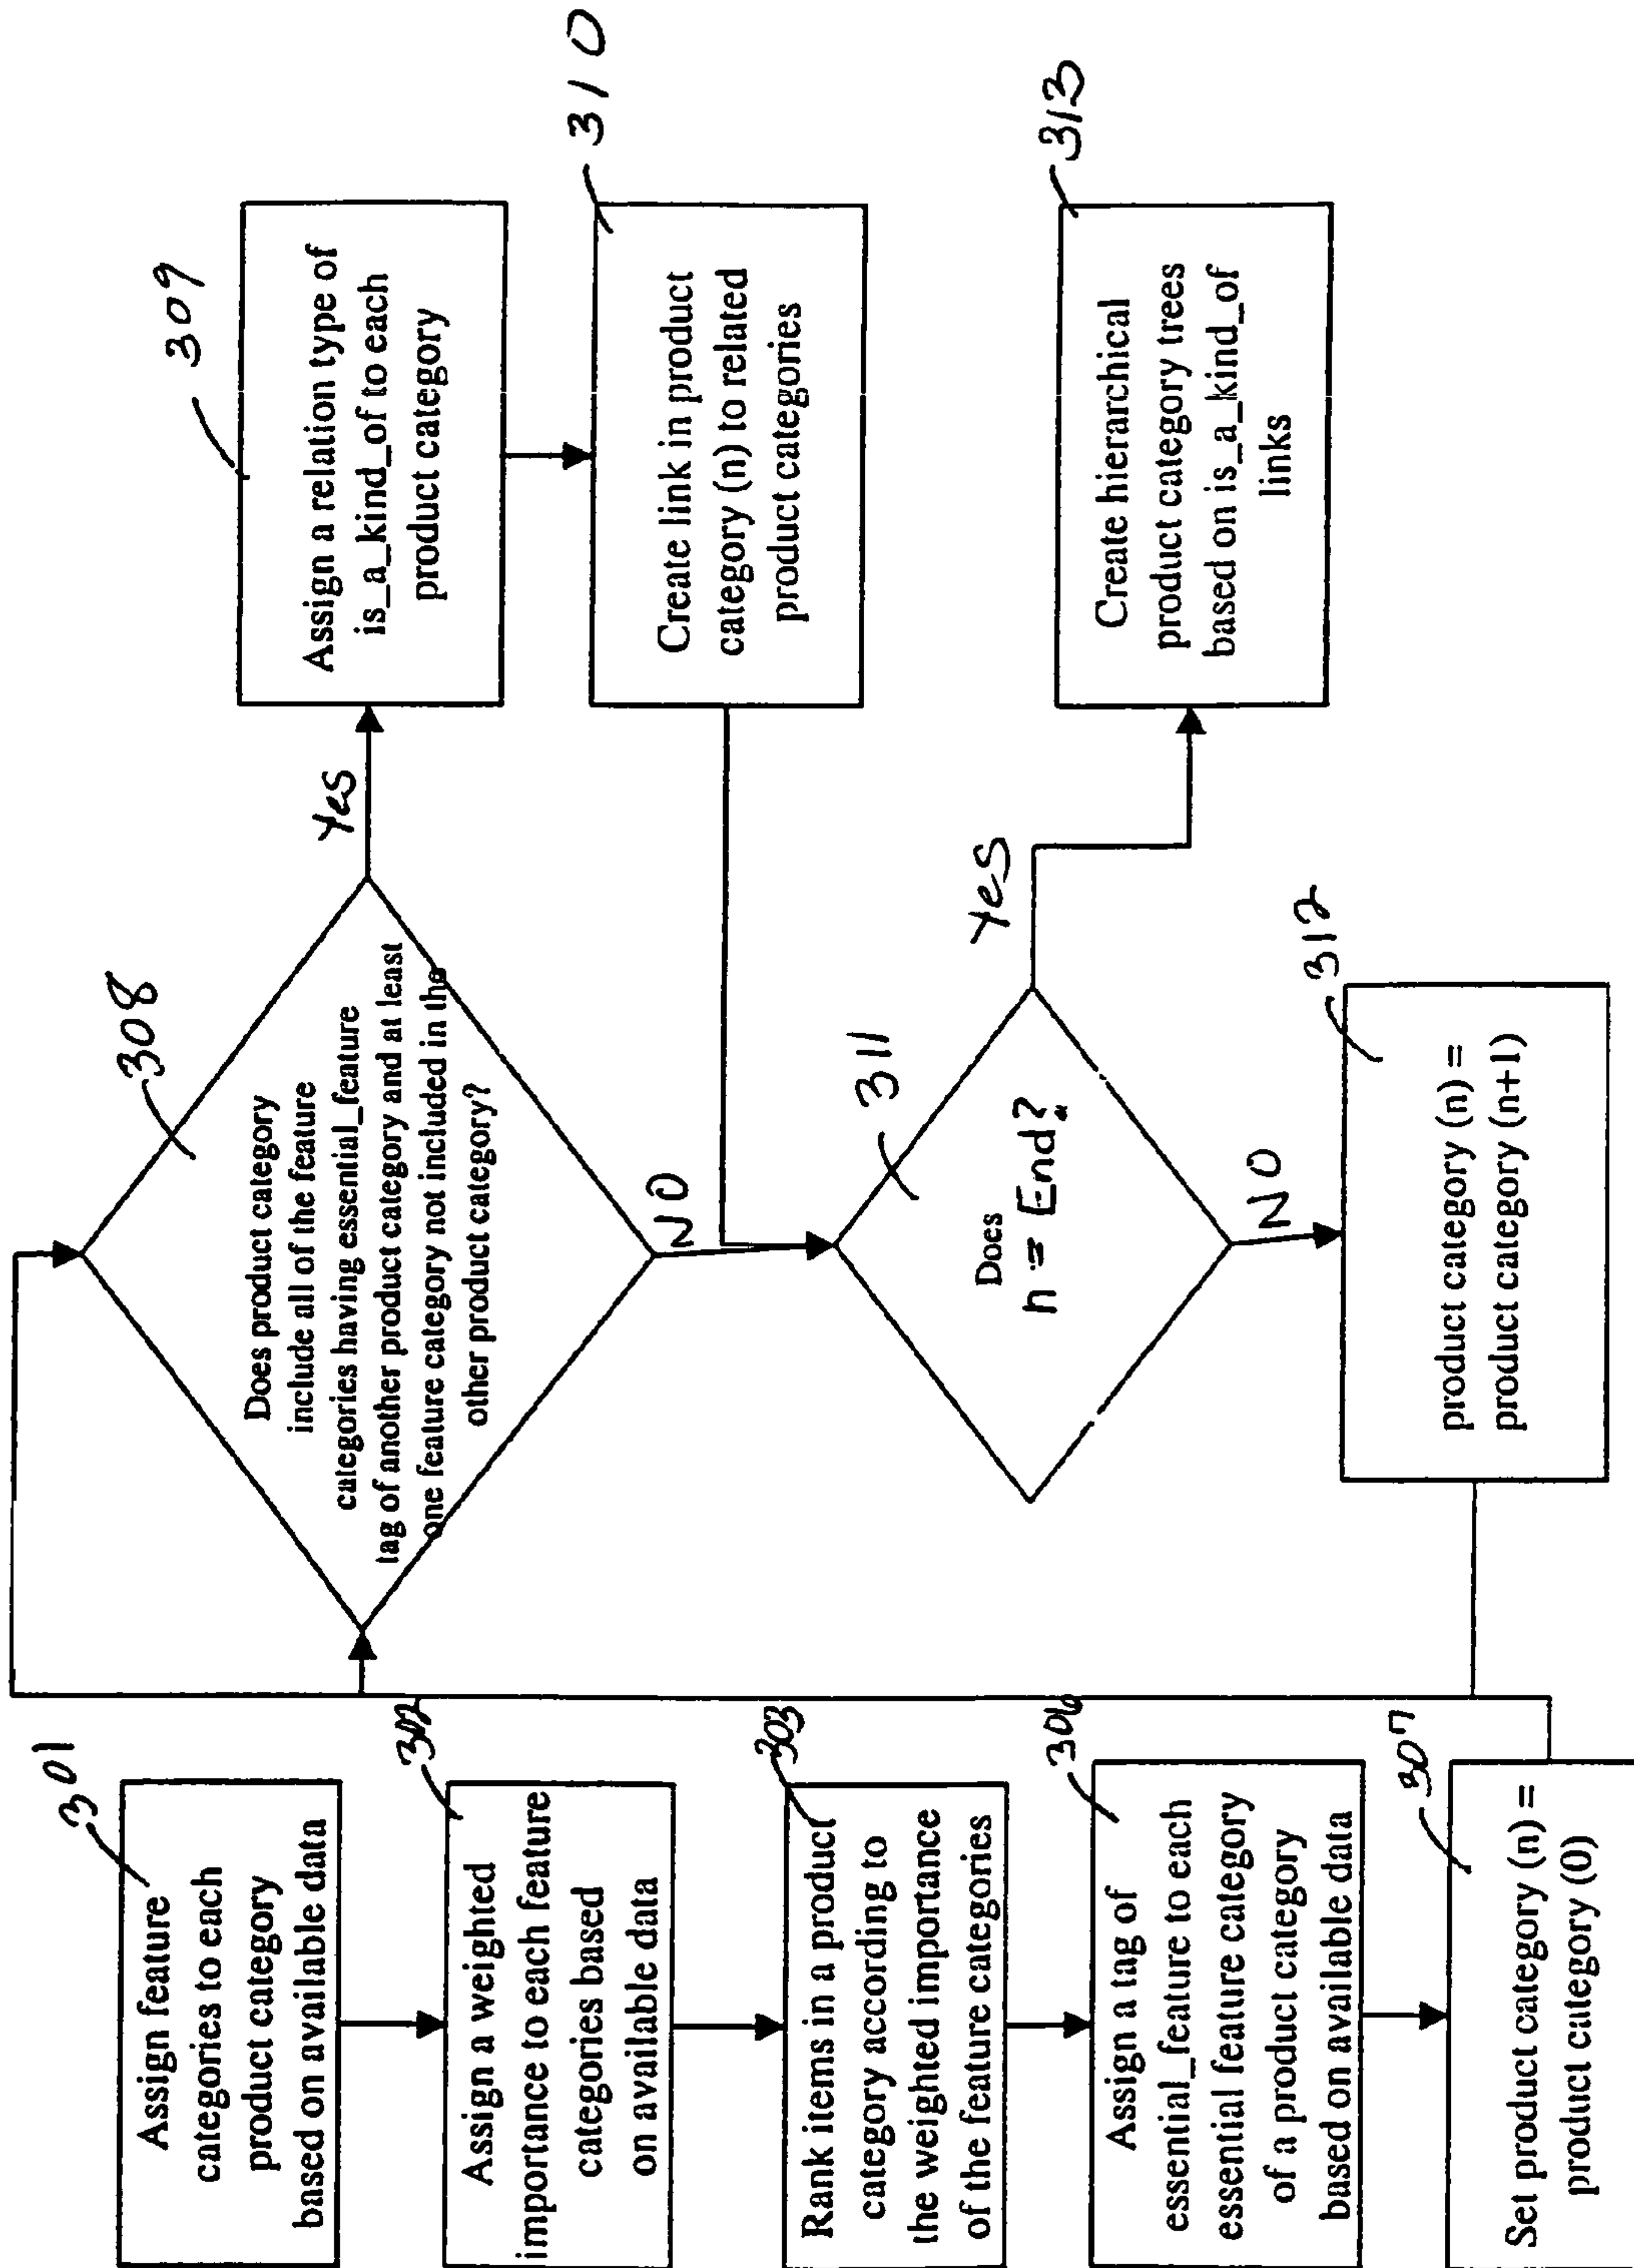 301
Assign feature
categories to each
product category
based on available data
302
Assign a weighted
importance to each feature
categories based
on available data
303
Rank items in a product
category according to
the weighted importance
of the feature categories
306
Assign a tag of
essential_feature to each
essential feature category
of a product category
based on available data
307
Set product category (n) =
product category (0)
308
Does product category
include all of the feature
categories having essential_feature
tag of another product category and at least
one feature category not included in the
other product category?
Yes
NO
309
Assign a relation type of
is_a_kind_of to each
product category
310
Create link in product
category (n) to related
product categories
311
Does
n = End?
Yes
NO
312
product category (n) =
product category (n+1)
313
Create hierarchical
product category trees
based on is_a_kind_of
links